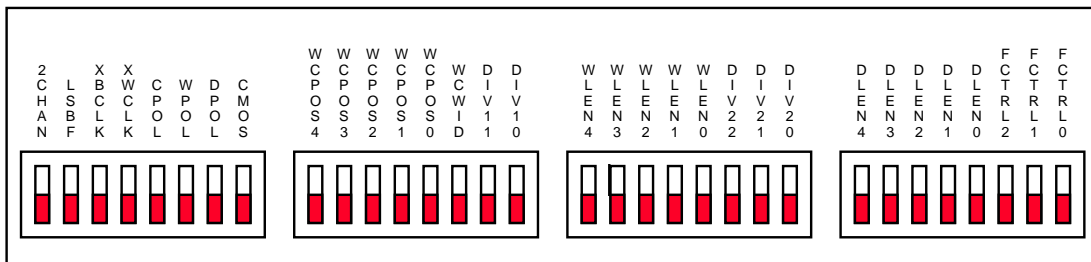 2CHAN
LSBF
XBCLK
XWCLK
CPOL
WPOL
DPOL
CMOS
WCPOS4
WCPOS3
WCPOS2
WCPOS1
WCPOS0
WCWID
DIV11
DIV10
WLEN4
WLEN3
WLEN2
WLEN1
WLEN0
DIV22
DIV21
DIV20
DLEN4
DLEN3
DLEN2
DLEN1
DLEN0
FCTRL2
FCTRL1
FCTRL0